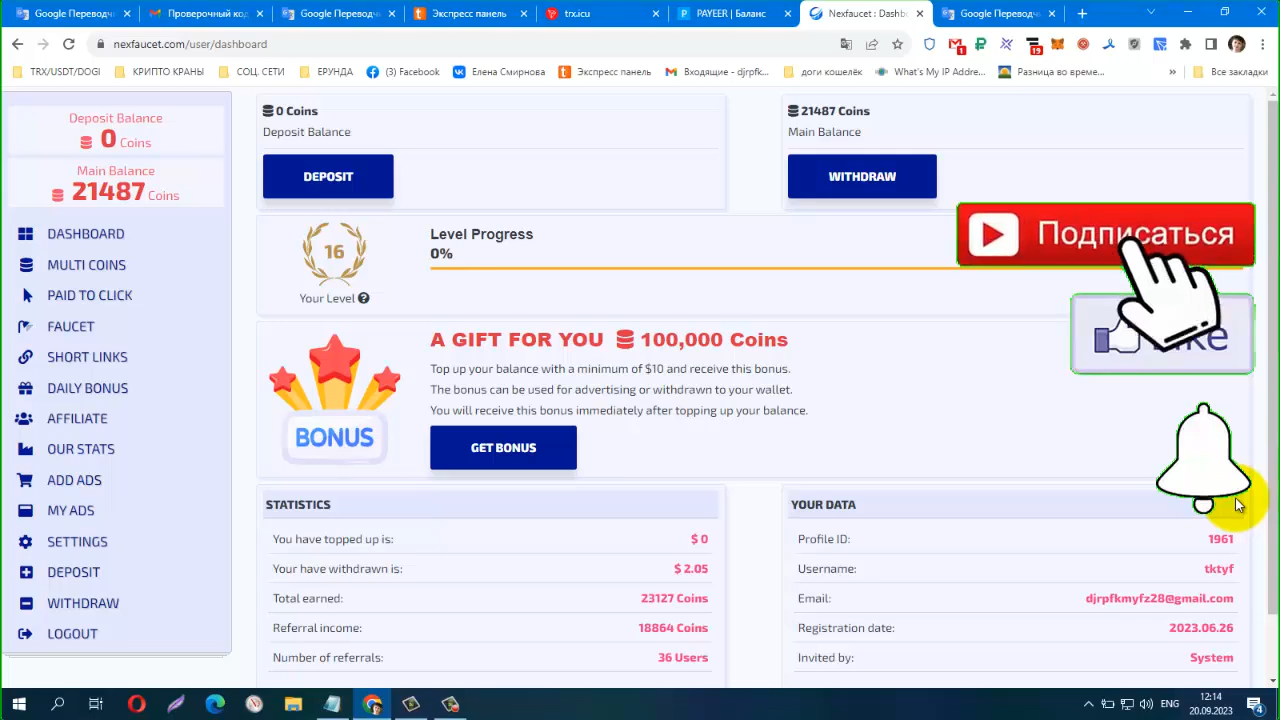 Google Переводч
Проверочный код
Google Переводч
Экспресс панель
trx.icu
PAYEER | Баланс
Nexfaucet : Dashb
Google Переводч
nexfaucet.com/user/dashboard
1
19
TRX/USDT/DOGI
КРИПТО КРАНЫ
СОЦ. СЕТИ
ЕРУНДА
(3) Facebook
Елена Смирнова
Экспресс панель
Входящие - djrpfk...
доги кошелёк
What's My IP Addre...
Разница во време...
»
Все закладки
Deposit Balance
0 Coins
Main Balance
21487 Coins
DASHBOARD
MULTI COINS
PAID TO CLICK
FAUCET
SHORT LINKS
DAILY BONUS
AFFILIATE
OUR STATS
ADD ADS
MY ADS
SETTINGS
DEPOSIT
WITHDRAW
LOGOUT
0 Coins
Deposit Balance
DEPOSIT
21487 Coins
Main Balance
WITHDRAW
16
Your Level
Level Progress
0%
Подписаться
BONUS
A GIFT FOR YOU 100,000 Coins
Top up your balance with a minimum of $10 and receive this bonus.
The bonus can be used for advertising or withdrawn to your wallet.
You will receive this bonus immediately after topping up your balance.
GET BONUS
STATISTICS
You have topped up is: $ 0
Your have withdrawn is: $ 2.05
Total earned: 23127 Coins
Referral income: 18864 Coins
Number of referrals: 36 Users
YOUR DATA
Profile ID: 1961
Username: tktyf
Email: djrpfkmyfz28@gmail.com
Registration date: 2023.06.26
Invited by: System
ENG
12:14
20.09.2023
4